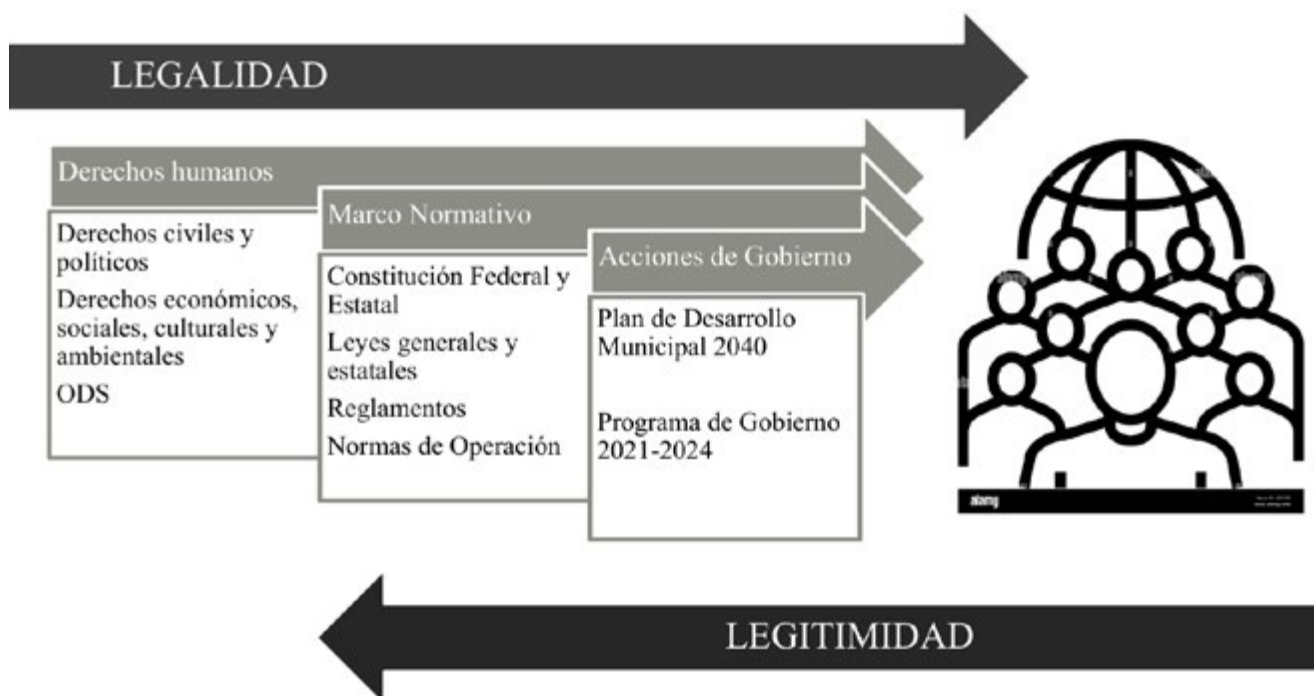 LEGALIDAD
Derechos humanos
Derechos civiles y
políticos
Derechos económicos,
sociales, culturales y
ambientales
ODS
Marco Normativo
Constitución Federal y
Estatal
Leyes generales y
estatales
Reglamentos
Normas de Operación
Acciones de Gobierno
Plan de Desarrollo
Municipal 2040
Programa de Gobierno
2021-2024
alamy
LEGITIMIDAD